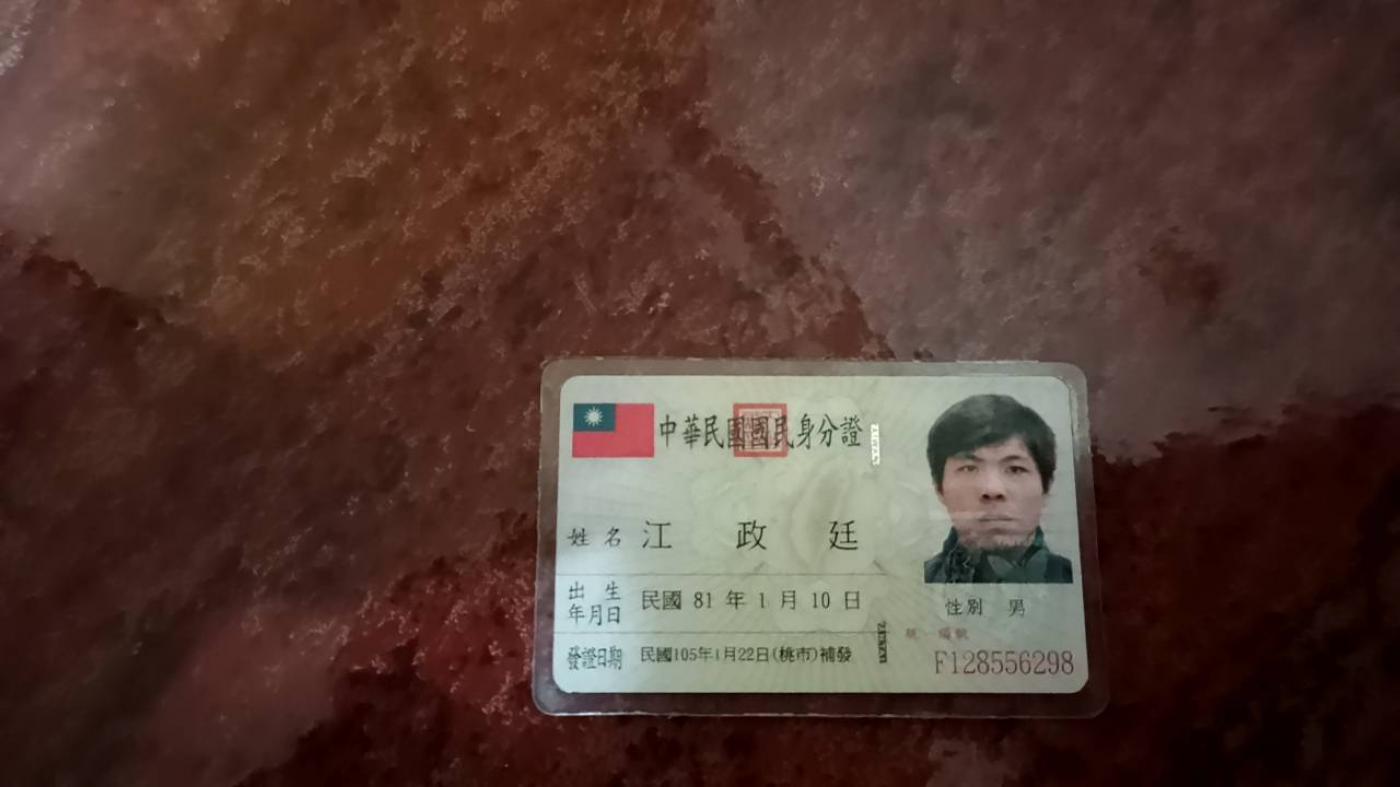 中華民國國民身分證
姓名 江政廷
出生年月日 民國 81 年 1 月 10 日
性別 男
發證日期 民國105年1月22日(桃市)補發
F128556298